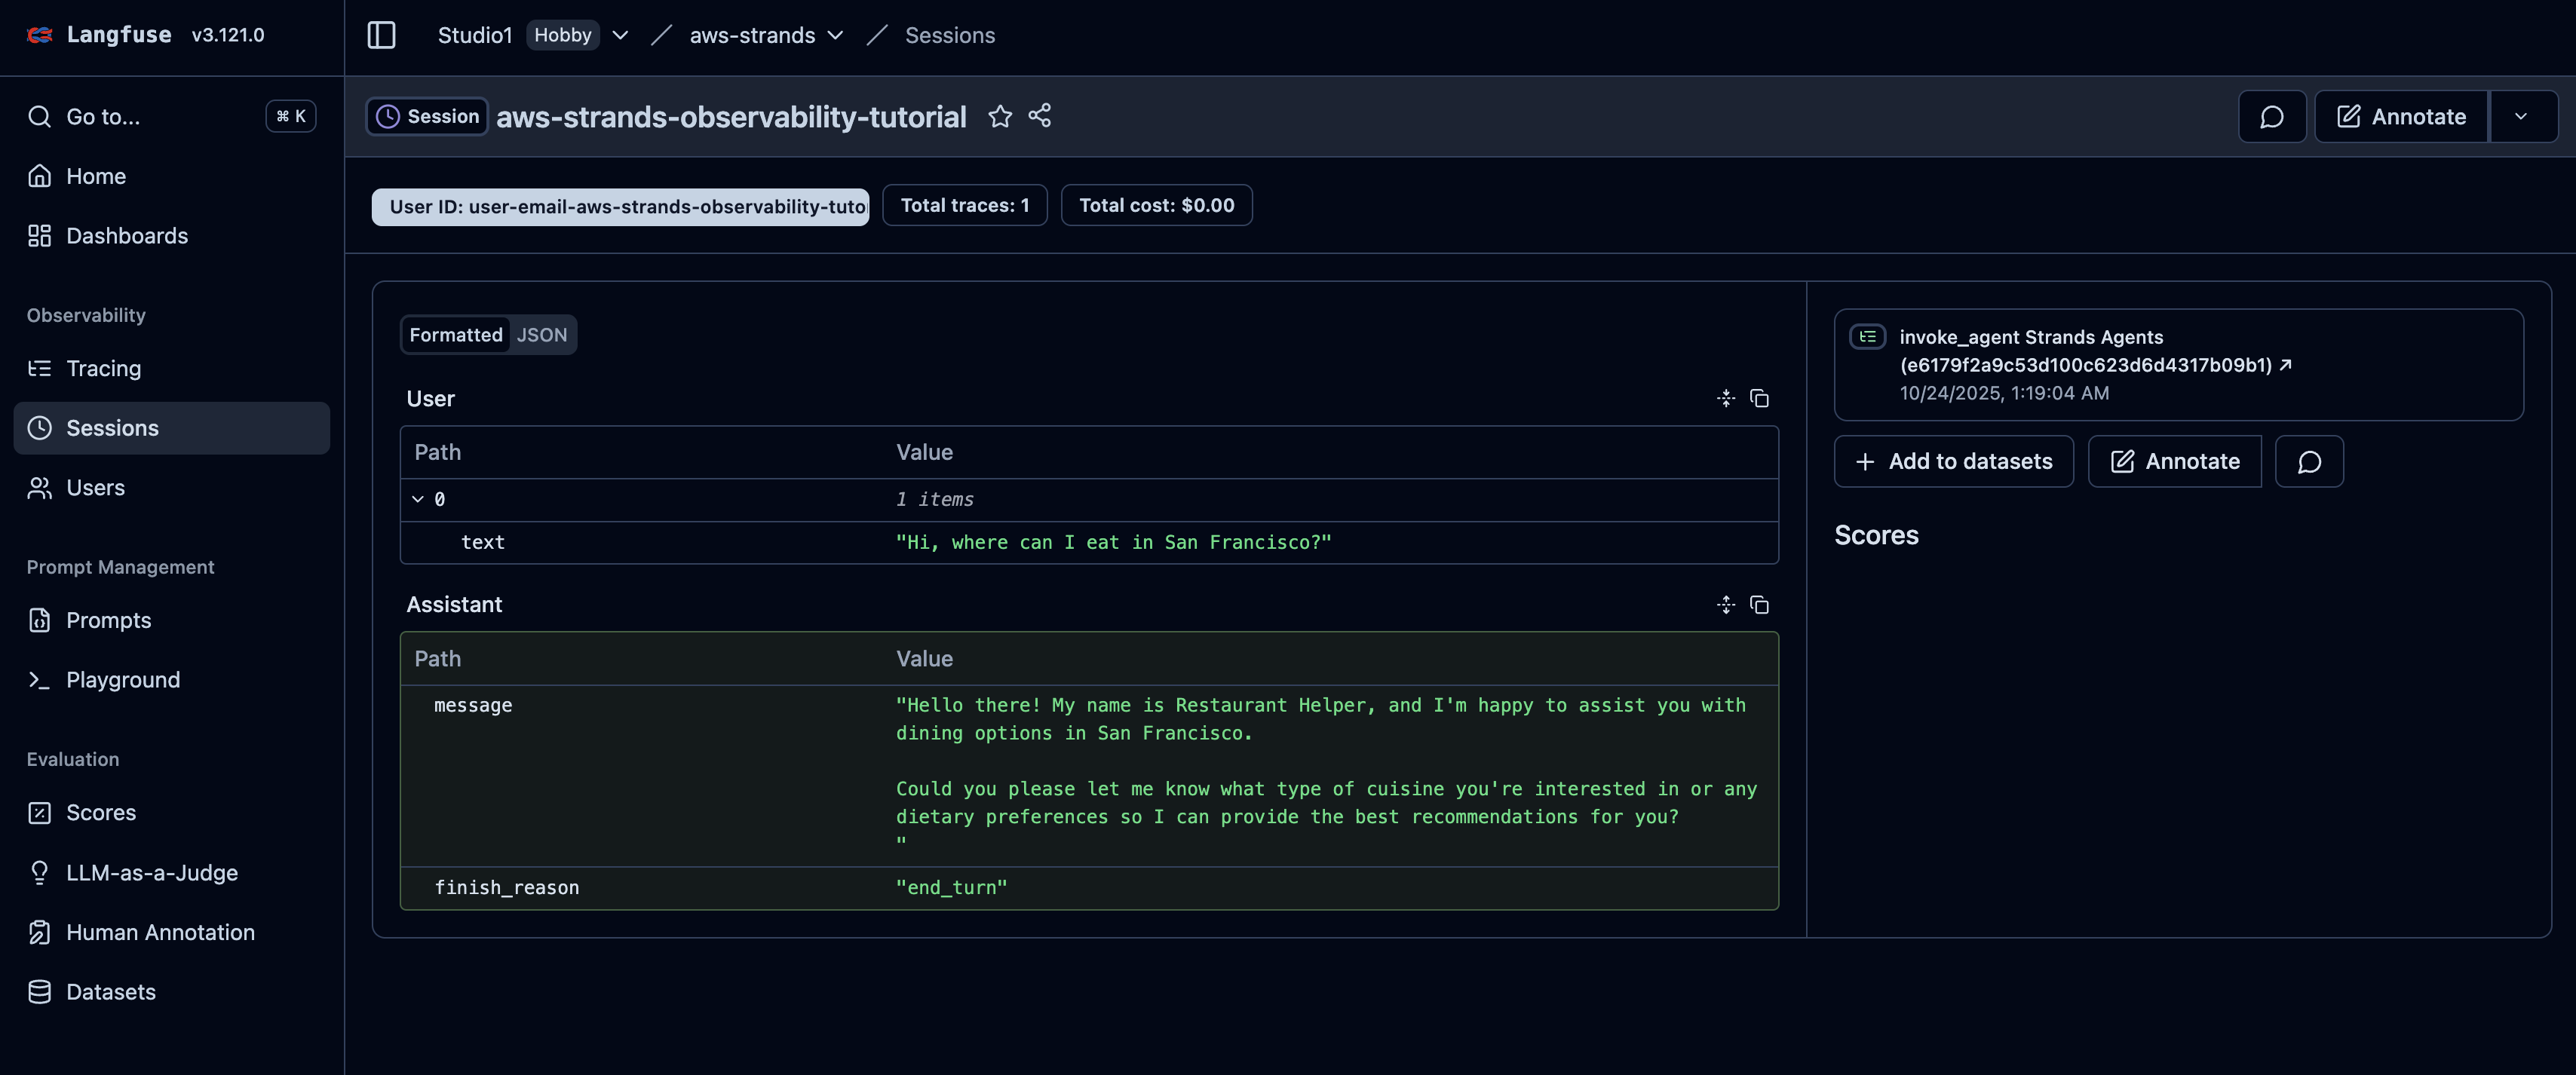 Langfuse v3.121.0
Studio1 Hobby / aws-strands / Sessions
Go to... ⌘ K
Home
Dashboards
Observability
Tracing
Sessions
Users
Prompt Management
Prompts
Playground
Evaluation
Scores
LLM-as-a-Judge
Human Annotation
Datasets
Session aws-strands-observability-tutorial
Annotate
User ID: user-email-aws-strands-observability-tuto
Total traces: 1
Total cost: $0.00
Formatted JSON
User
Path Value
0 1 items
text "Hi, where can I eat in San Francisco?"
Assistant
Path Value
message "Hello there! My name is Restaurant Helper, and I'm happy to assist you with
dining options in San Francisco.
Could you please let me know what type of cuisine you're interested in or any
dietary preferences so I can provide the best recommendations for you?
"
finish_reason "end_turn"
invoke_agent Strands Agents
(e6179f2a9c53d100c623d6d4317b09b1) ↗
10/24/2025, 1:19:04 AM
+ Add to datasets
Annotate
Scores